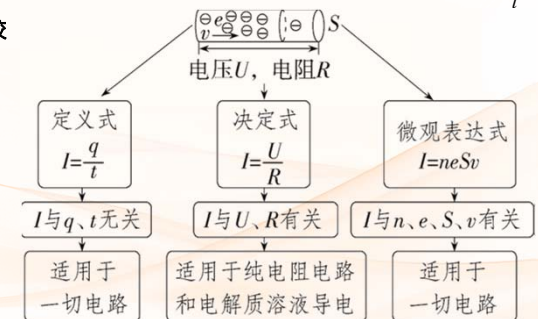 l
较
e
v
S
电压U，电阻R
定义式
I=q/t
决定式
I=U/R
微观表达式
I=neSv
I与q、t无关
I与U、R有关
I与n、e、S、v有关
适用于
一切电路
适用于纯电阻电路
和电解质溶液导电
适用于
一切电路